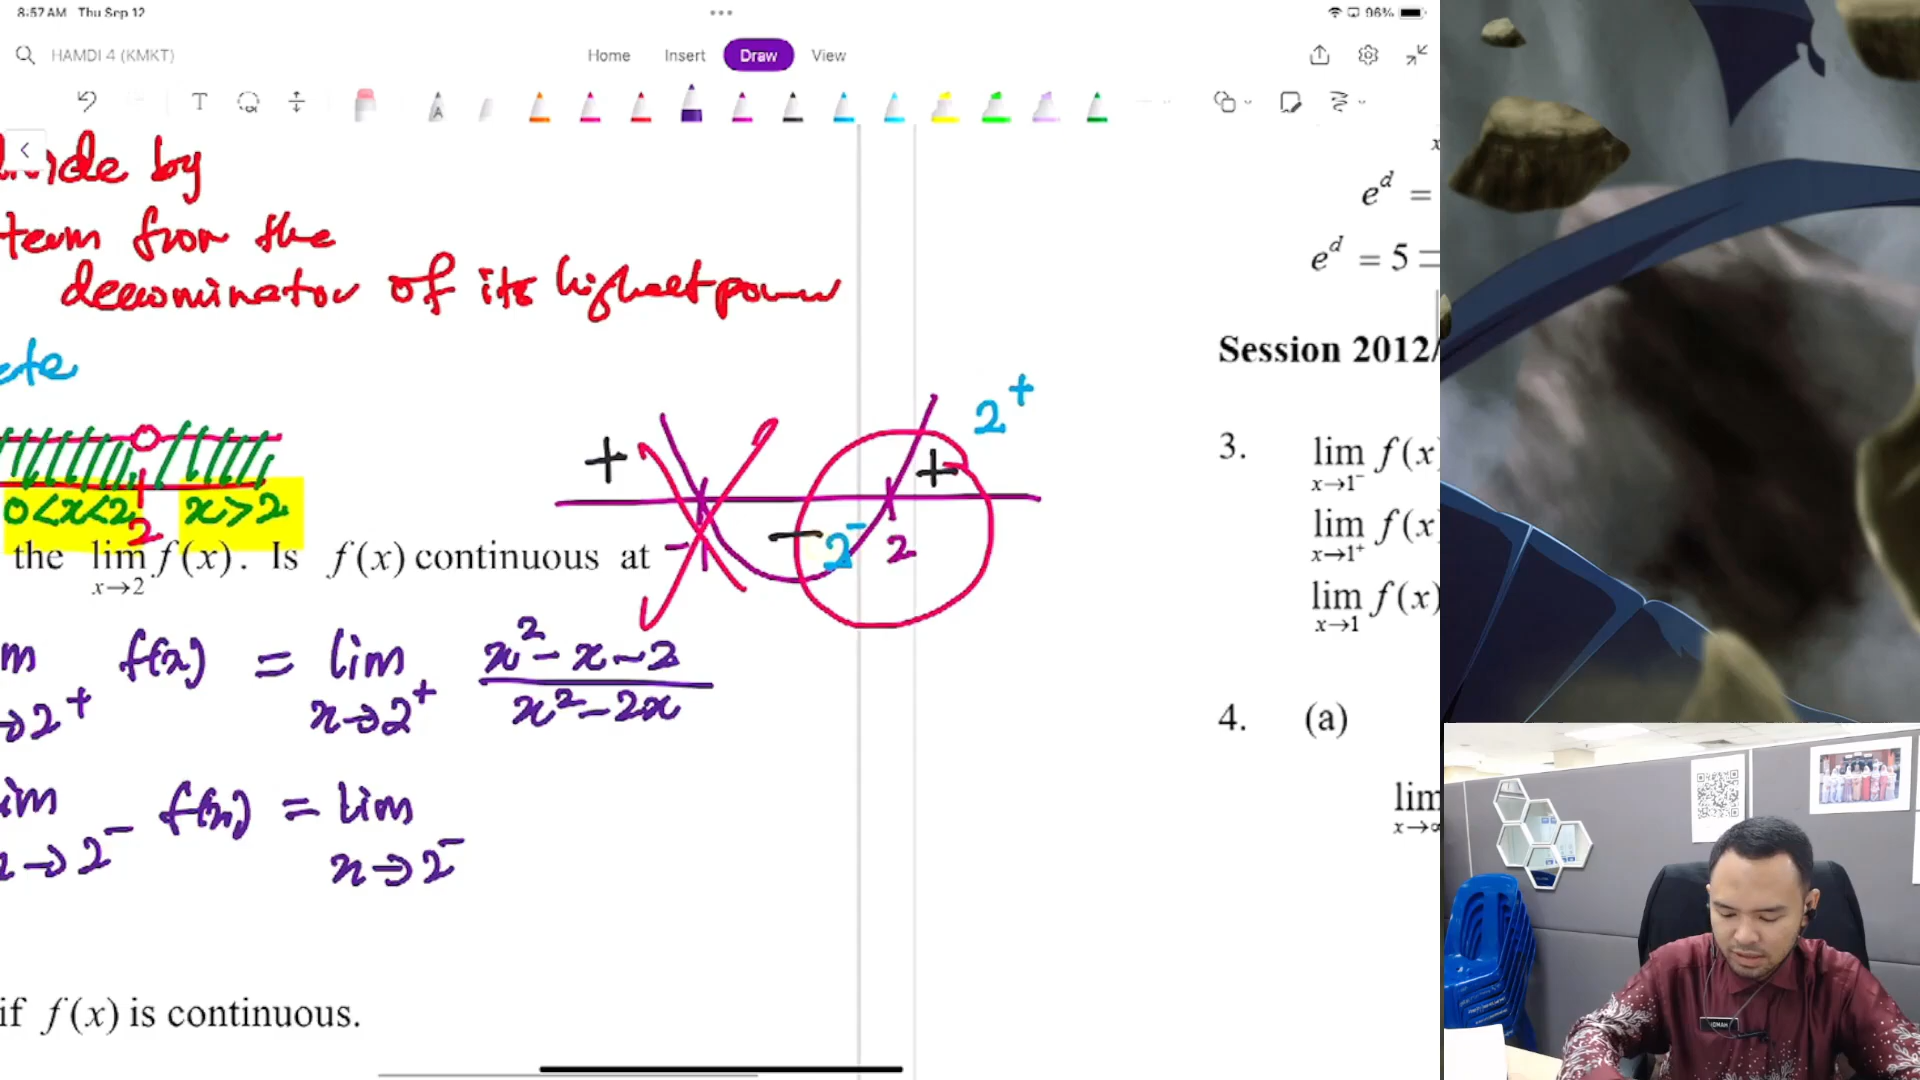 8:57 AM Thu Sep 12
96%
HAMDI 4 (KMKT)
Home Insert Draw View
by
term from the
denominator of its highest power
0<x<2 x>2
2
the lim x→2 f(x). Is f(x) continuous at
+ − + 2⁺
2⁻ 2
f(x) = lim x→2⁺ x²-x-2 / x²-2x
→2⁺
lim x→2⁻ f(x) = lim x→2⁻
if f(x) is continuous.
x
eᵈ =
eᵈ = 5
Session 2012/
3. lim x→1⁻ f(x)
lim x→1⁺ f(x)
lim x→1 f(x)
4. (a)
lim x→∞